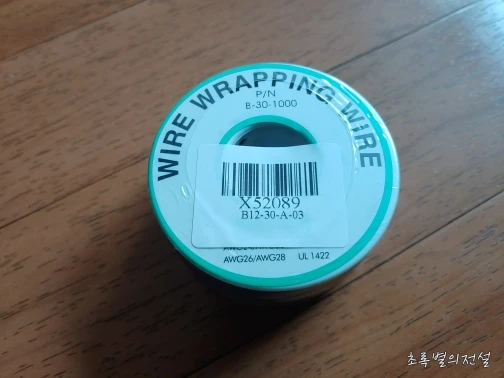 WIRE WRAPPING WIRE
P/N
B-30-1000
X52089
B12-30-A-03
AWG26/AWG28 UL 1422
초록별의전설